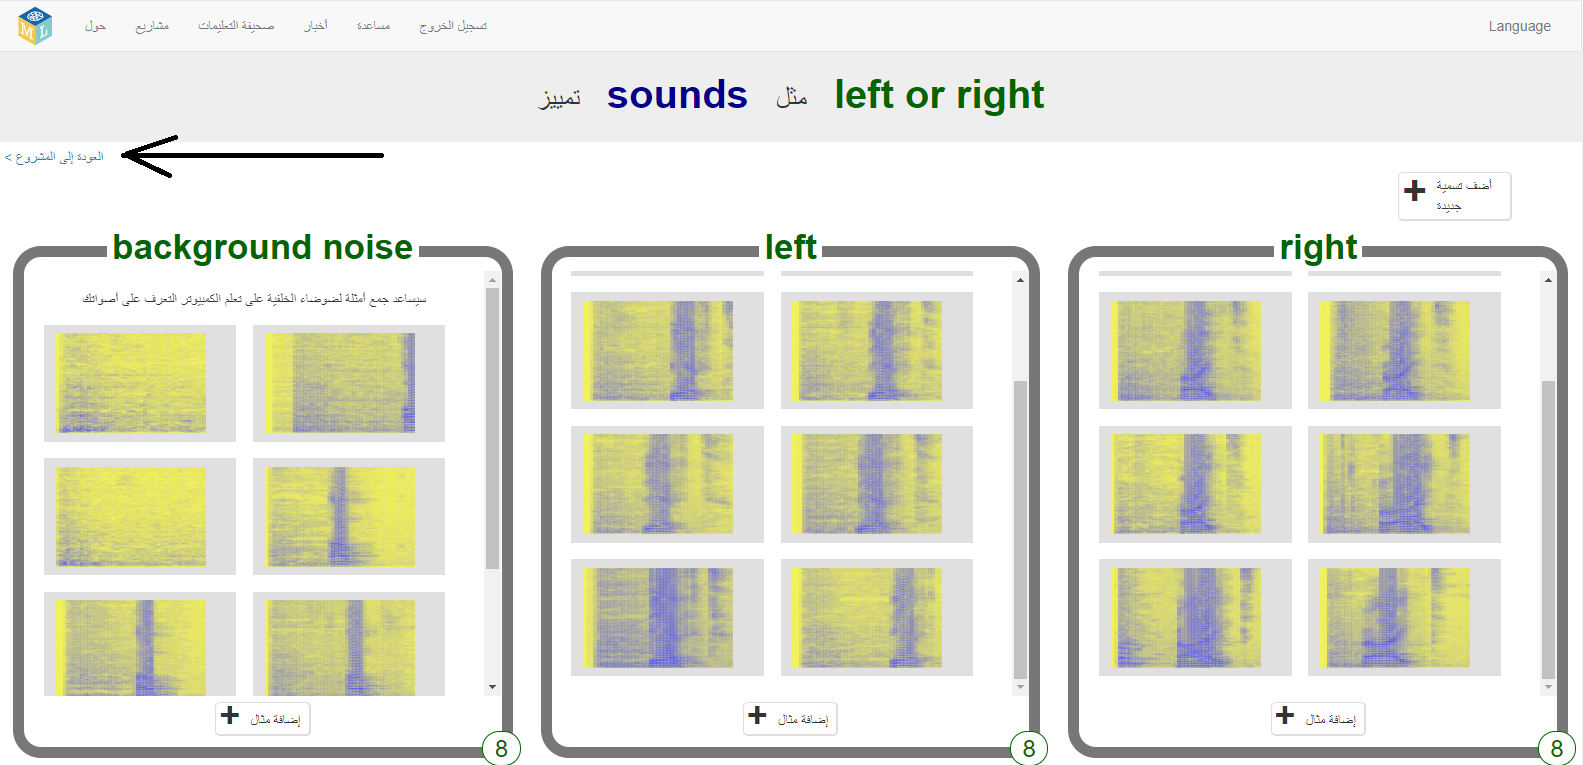 حول مشاريع صحيفة التعليمات أخبار مساعدة تسجيل الخروج Language
تمييز sounds مثل left or right
< العودة إلى المشروع
أضف تسمية
جديدة
background noise
سيساعد جمع أمثلة لضوضاء الخلفية على تعلم الكمبيوتر التعرف على أصواتك
إضافة مثال
8
left
إضافة مثال
8
right
إضافة مثال
8
M L